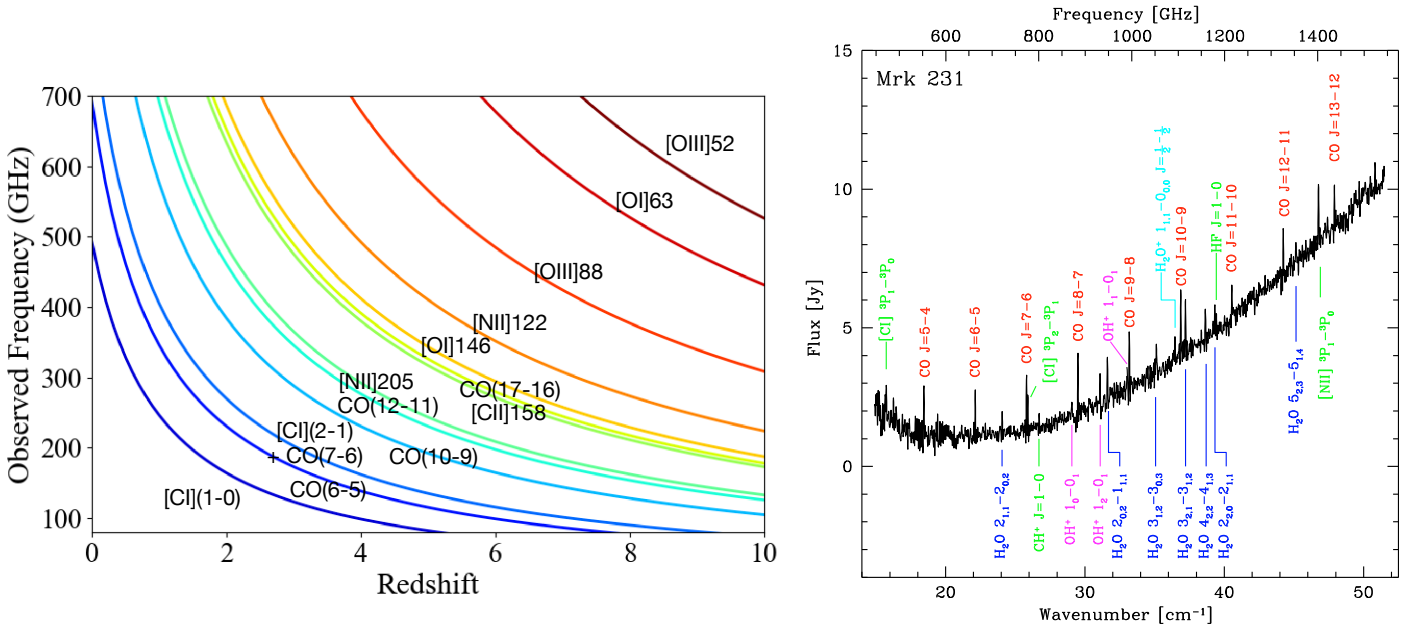 700
600
500
400
300
200
100
Observed Frequency (GHz)
[OIII]52
[OI]63
[OIII]88
[NII]122
[OI]146
[NII]205
CO(17-16)
CO(12-11)
[CII]158
[CI](2-1)
+ CO(7-6)
CO(10-9)
CO(6-5)
[CI](1-0)
0 2 4 6 8 10
Redshift
Frequency [GHz]
600 800 1000 1200 1400
Mrk 231
15
10
5
0
Flux [Jy]
[CI] ³P₁-³P₀
CO J=5-4
CO J=6-5
CO J=7-6
[CI] ³P₂-³P₁
CO J=8-7
OH⁺ 1₁-0₁
CO J=9-8
H₂O⁺ 1₁,₁-0₀,₀ J=½-½
CO J=10-9
HF J=1-0
CO J=11-10
CO J=12-11
CO J=13-12
H₂O 2₁,₁-2₀,₂
CH⁺ J=1-0
OH⁺ 1₀-0₁
OH⁺ 1₂-0₁
H₂O 2₀,₂-1₁,₁
H₂O 3₁,₂-3₀,₃
H₂O 3₂,₁-3₁,₂
H₂O 4₂,₂-4₁,₃
H₂O 2₂,₀-2₁,₁
H₂O 5₂,₃-5₁,₄
[NII] ³P₁-³P₀
20 30 40 50
Wavenumber [cm⁻¹]